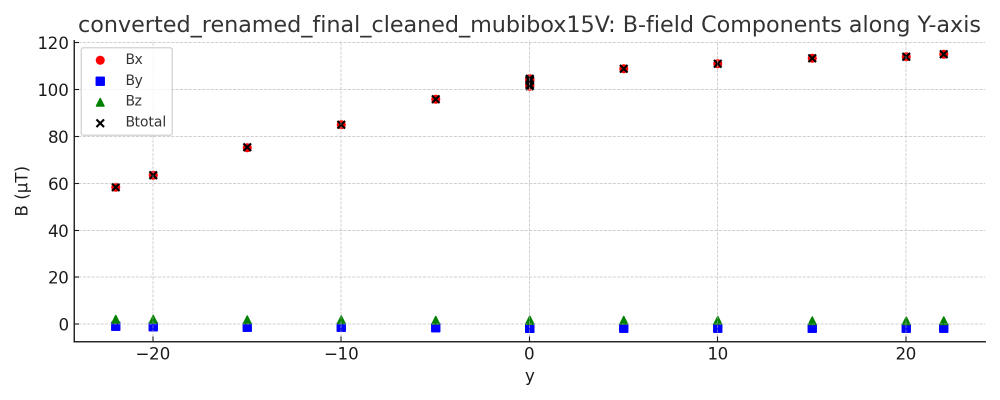 converted_renamed_final_cleaned_mubibox15V: B-field Components along Y-axis
120
100
80
60
40
20
0
B (μT)
Bx
By
Bz
Btotal
−20
−10
0
10
20
y